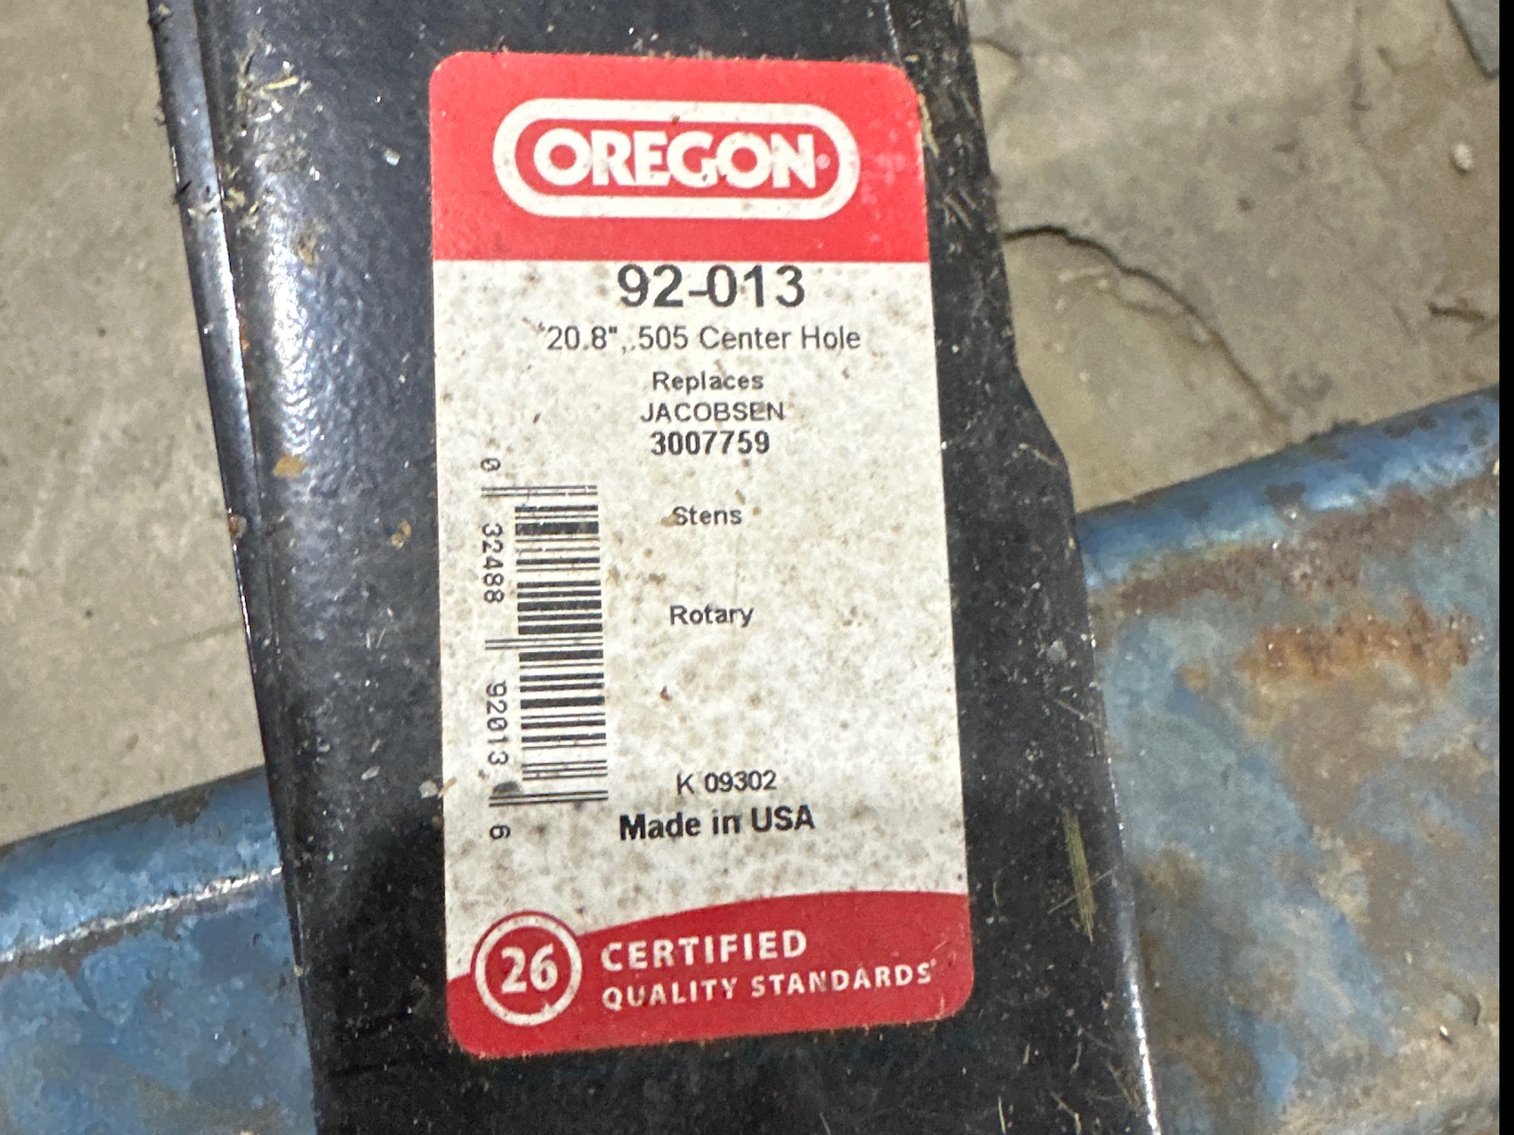 OREGON
92-013
20.8", .505 Center Hole
Replaces
JACOBSEN
3007759
Stens
Rotary
0 32488 92013 6
K 09302
Made in USA
26 CERTIFIED
QUALITY STANDARDS